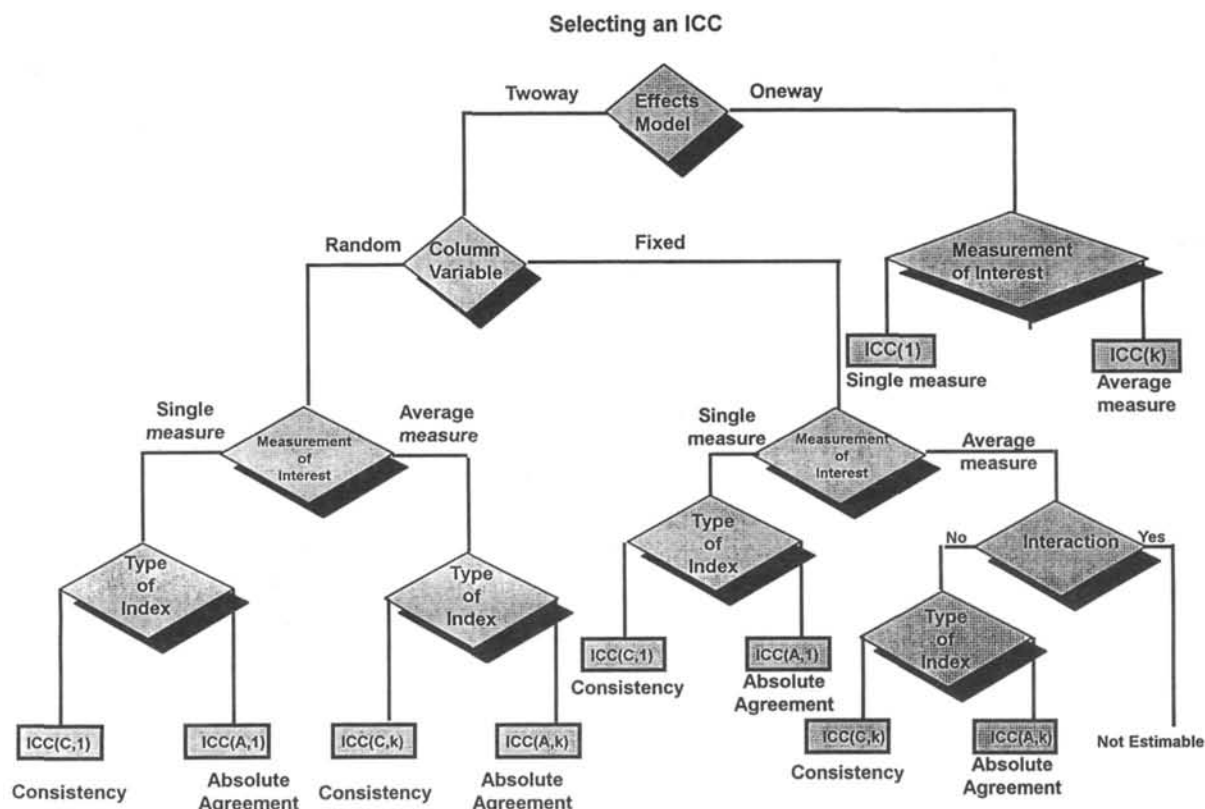 Selecting an ICC
Twoway
Effects
Model
Oneway
Random
Column
Variable
Fixed
Measurement
of Interest
ICC(1)
Single measure
ICC(k)
Average
measure
Single
measure
Measurement
of
Interest
Average
measure
Single
measure
Measurement
of
Interest
Average
measure
Type
of
Index
Type
of
Index
Type
of
Index
No
Interaction
Yes
Type
of
Index
ICC(C,1)
Consistency
ICC(A,1)
Absolute
Agreement
ICC(C,1)
Consistency
ICC(A,1)
Absolute
Agreement
ICC(C,k)
Consistency
ICC(A,k)
Absolute
Agreement
ICC(C,k)
Consistency
ICC(A,k)
Absolute
Agreement
Not Estimable